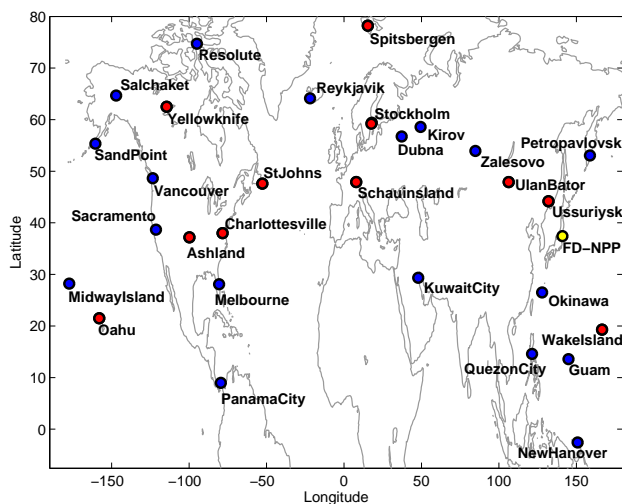 80
70
60
50
40
30
20
10
0
Latitude
−150
−100
−50
0
50
100
150
Longitude
Spitsbergen
Resolute
Salchaket
Reykjavik
Yellowknife
Stockholm
Kirov
Dubna
Petropavlovsk
SandPoint
Zalesovo
StJohns
Vancouver
Schauinsland
UlanBator
Ussuriysk
Sacramento
Charlottesville
Ashland
FD−NPP
MidwayIsland
Melbourne
KuwaitCity
Okinawa
Oahu
WakeIsland
QuezonCity
Guam
PanamaCity
NewHanover